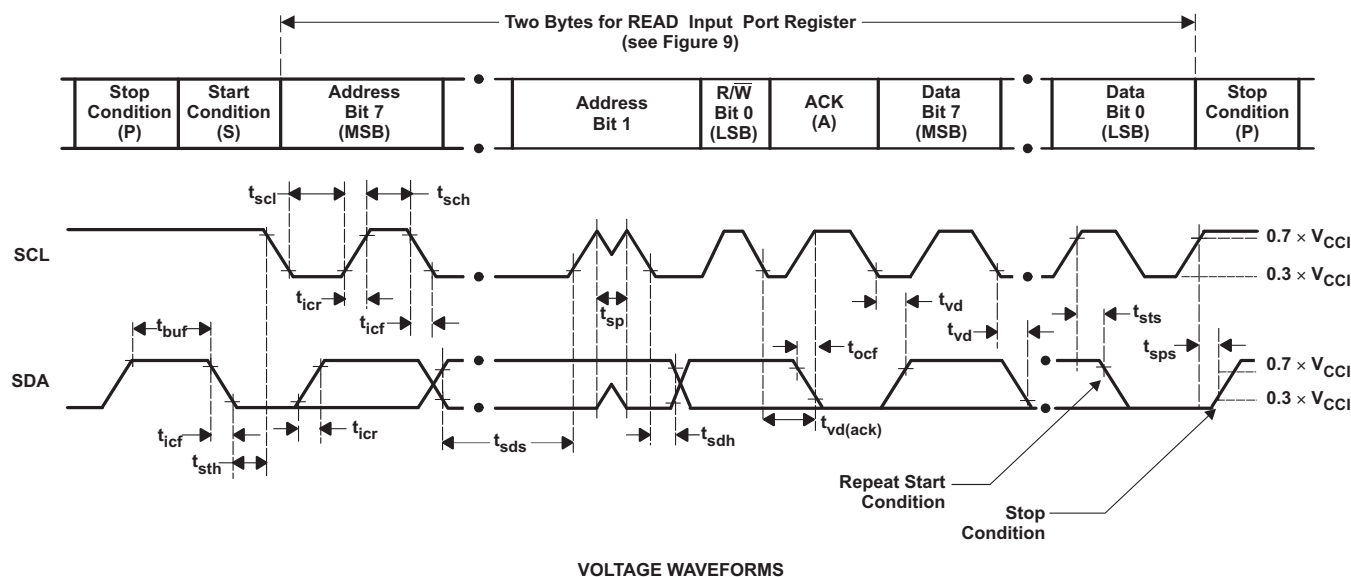 Two Bytes for READ Input Port Register
(see Figure 9)
Stop
Condition
(P)
Start
Condition
(S)
Address
Bit 7
(MSB)
Address
Bit 1
R/W̅
Bit 0
(LSB)
ACK
(A)
Data
Bit 7
(MSB)
Data
Bit 0
(LSB)
Stop
Condition
(P)
tscl
tsch
SCL
0.7 × VCCI
0.3 × VCCI
ticr
ticf
tsp
tvd
tvd
tsts
tbuf
tocf
tsps
SDA
0.7 × VCCI
0.3 × VCCI
ticf
ticr
tsth
tsds
tsdh
tvd(ack)
Repeat Start
Condition
Stop
Condition
VOLTAGE WAVEFORMS